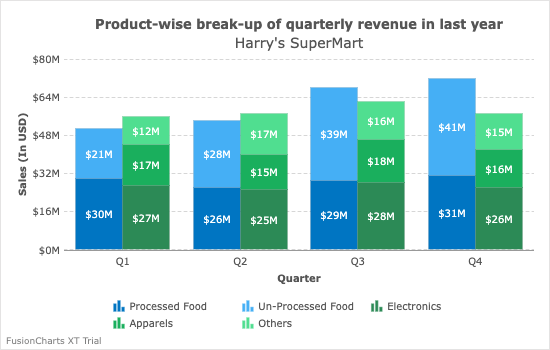 Product-wise break-up of quarterly revenue in last year
Harry's SuperMart
Sales (In USD)
$80M
$64M
$48M
$32M
$16M
$0M
$21M
$30M
$12M
$17M
$27M
$28M
$26M
$17M
$15M
$25M
$39M
$29M
$16M
$18M
$28M
$41M
$31M
$15M
$16M
$26M
Q1
Q2
Q3
Q4
Quarter
Processed Food
Un-Processed Food
Electronics
Apparels
Others
FusionCharts XT Trial